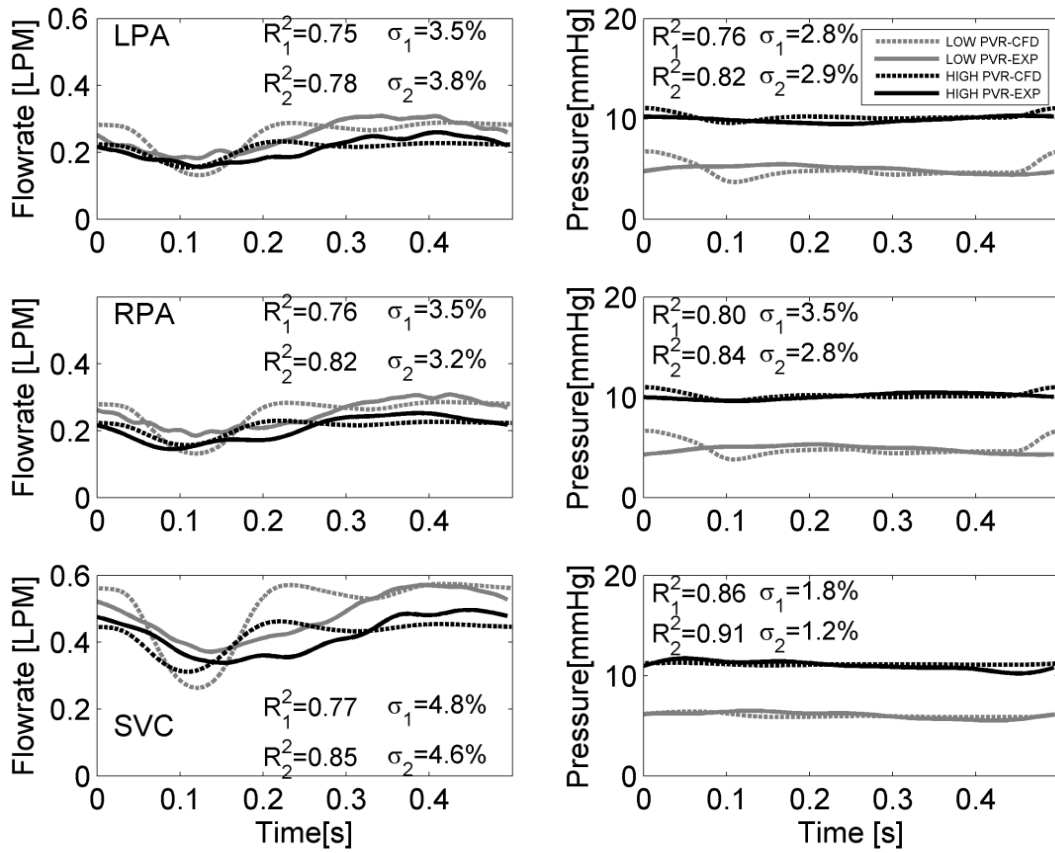 Flowrate [LPM]
0.6
0.4
0.2
0
LPA
R₁²=0.75 σ₁=3.5%
R₂²=0.78 σ₂=3.8%
0 0.1 0.2 0.3 0.4
Pressure[mmHg]
20
10
0
R₁²=0.76 σ₁=2.8%
R₂²=0.82 σ₂=2.9%
LOW PVR-CFD
LOW PVR-EXP
HIGH PVR-CFD
HIGH PVR-EXP
0 0.1 0.2 0.3 0.4
Flowrate [LPM]
0.4
0.2
0
RPA
R₁²=0.76 σ₁=3.5%
R₂²=0.82 σ₂=3.2%
0 0.1 0.2 0.3 0.4
Pressure[mmHg]
20
10
0
R₁²=0.80 σ₁=3.5%
R₂²=0.84 σ₂=2.8%
0 0.1 0.2 0.3 0.4
Flowrate [LPM]
0.6
0.4
0.2
0
SVC
R₁²=0.77 σ₁=4.8%
R₂²=0.85 σ₂=4.6%
0 0.1 0.2 0.3 0.4
Time[s]
Pressure[mmHg]
20
10
0
R₁²=0.86 σ₁=1.8%
R₂²=0.91 σ₂=1.2%
0 0.1 0.2 0.3 0.4
Time [s]